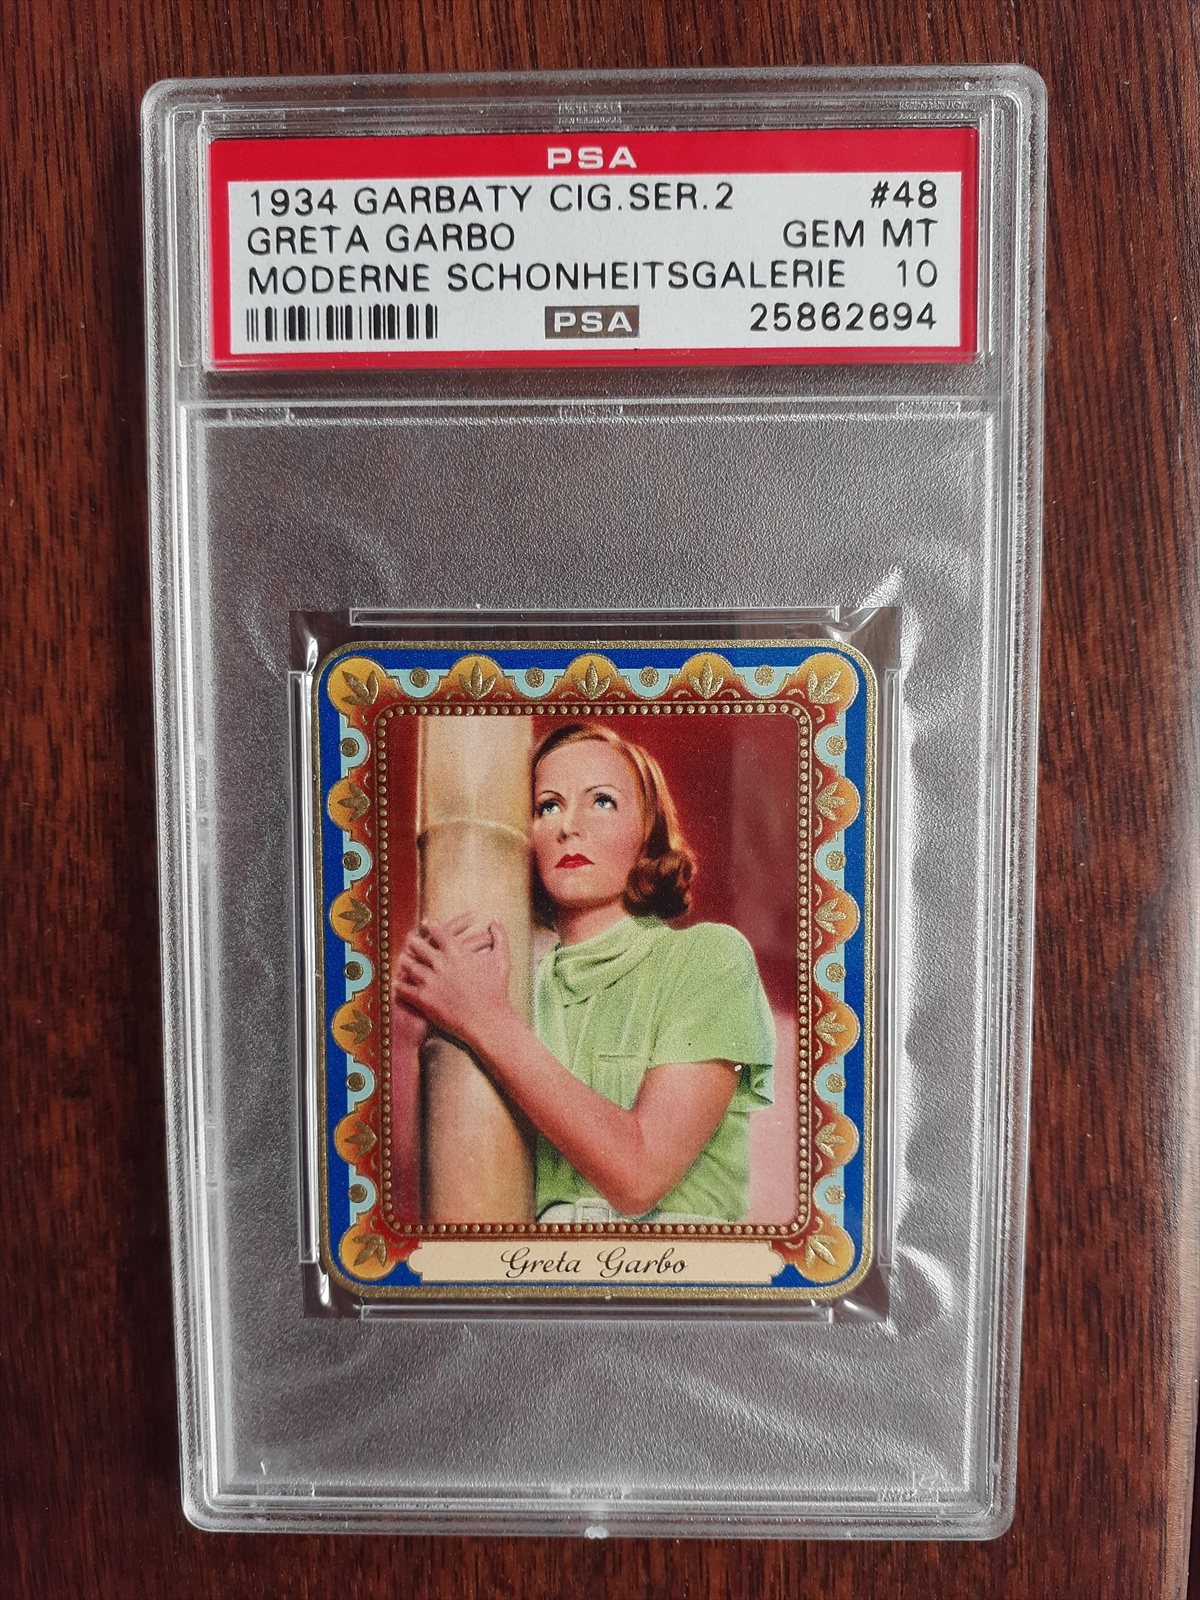 PSA
1934 GARBATY CIG.SER.2 #48
GRETA GARBO GEM MT
MODERNE SCHONHEITSGALERIE 10
PSA 25862694
Greta Garbo